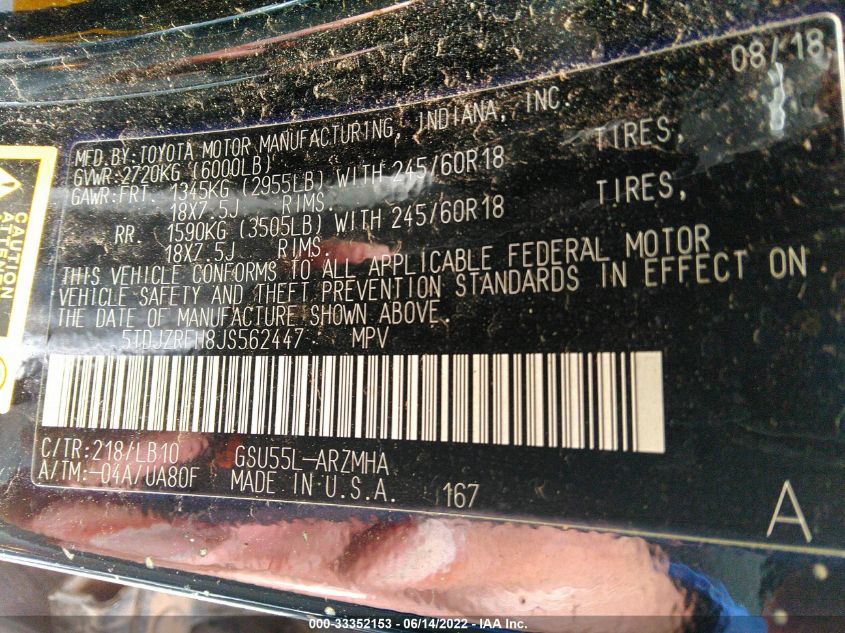 08/18
MFD.BY:TOYOTA MOTOR MANUFACTURING, INDIANA, INC.
GVWR:2720KG (6000LB)
GAWR:FRT. 1345KG (2955LB) WITH 245/60R18 TIRES,
18X7.5J RIMS.
RR. 1590KG (3505LB) WITH 245/60R18 TIRES,
18X7.5J RIMS.
THIS VEHICLE CONFORMS TO ALL APPLICABLE FEDERAL MOTOR
VEHICLE SAFETY AND THEFT PREVENTION STANDARDS IN EFFECT ON
THE DATE OF MANUFACTURE SHOWN ABOVE.
5TDJZRFH8JS562447 MPV
C/TR:218/LB10 GSU55L-ARZMHA
A/TM:-04A/UA80F MADE IN U.S.A. 167
A
CAUTION
ATTENTION
000-33352153 - 06/14/2022 - IAA Inc.